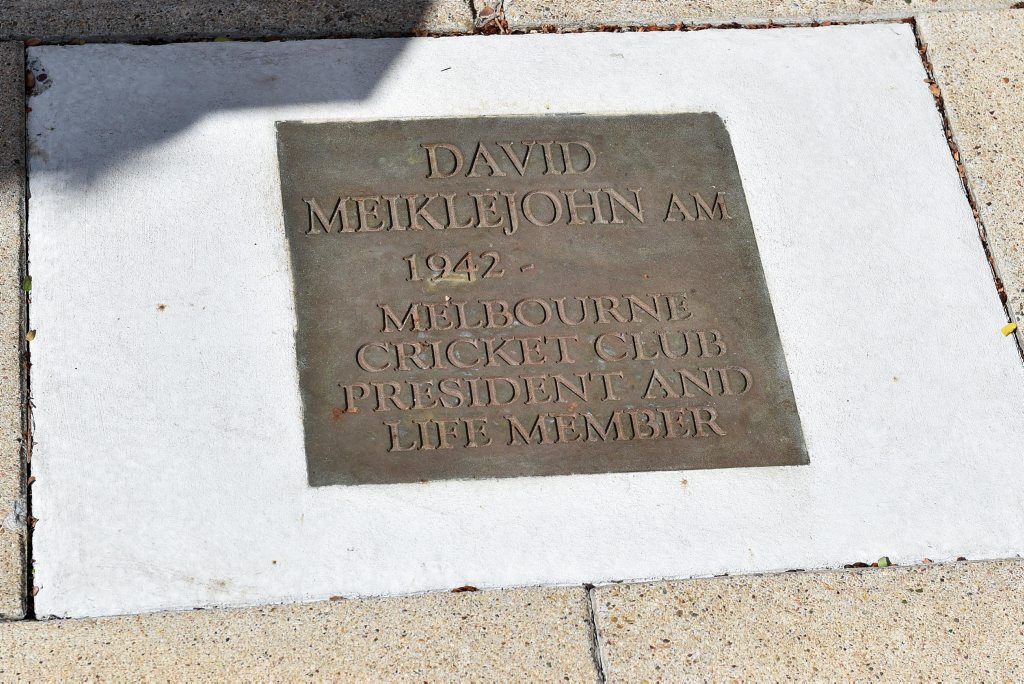 DAVID
MEIKLEJOHN AM
1942 -
MELBOURNE
CRICKET CLUB
PRESIDENT AND
LIFE MEMBER